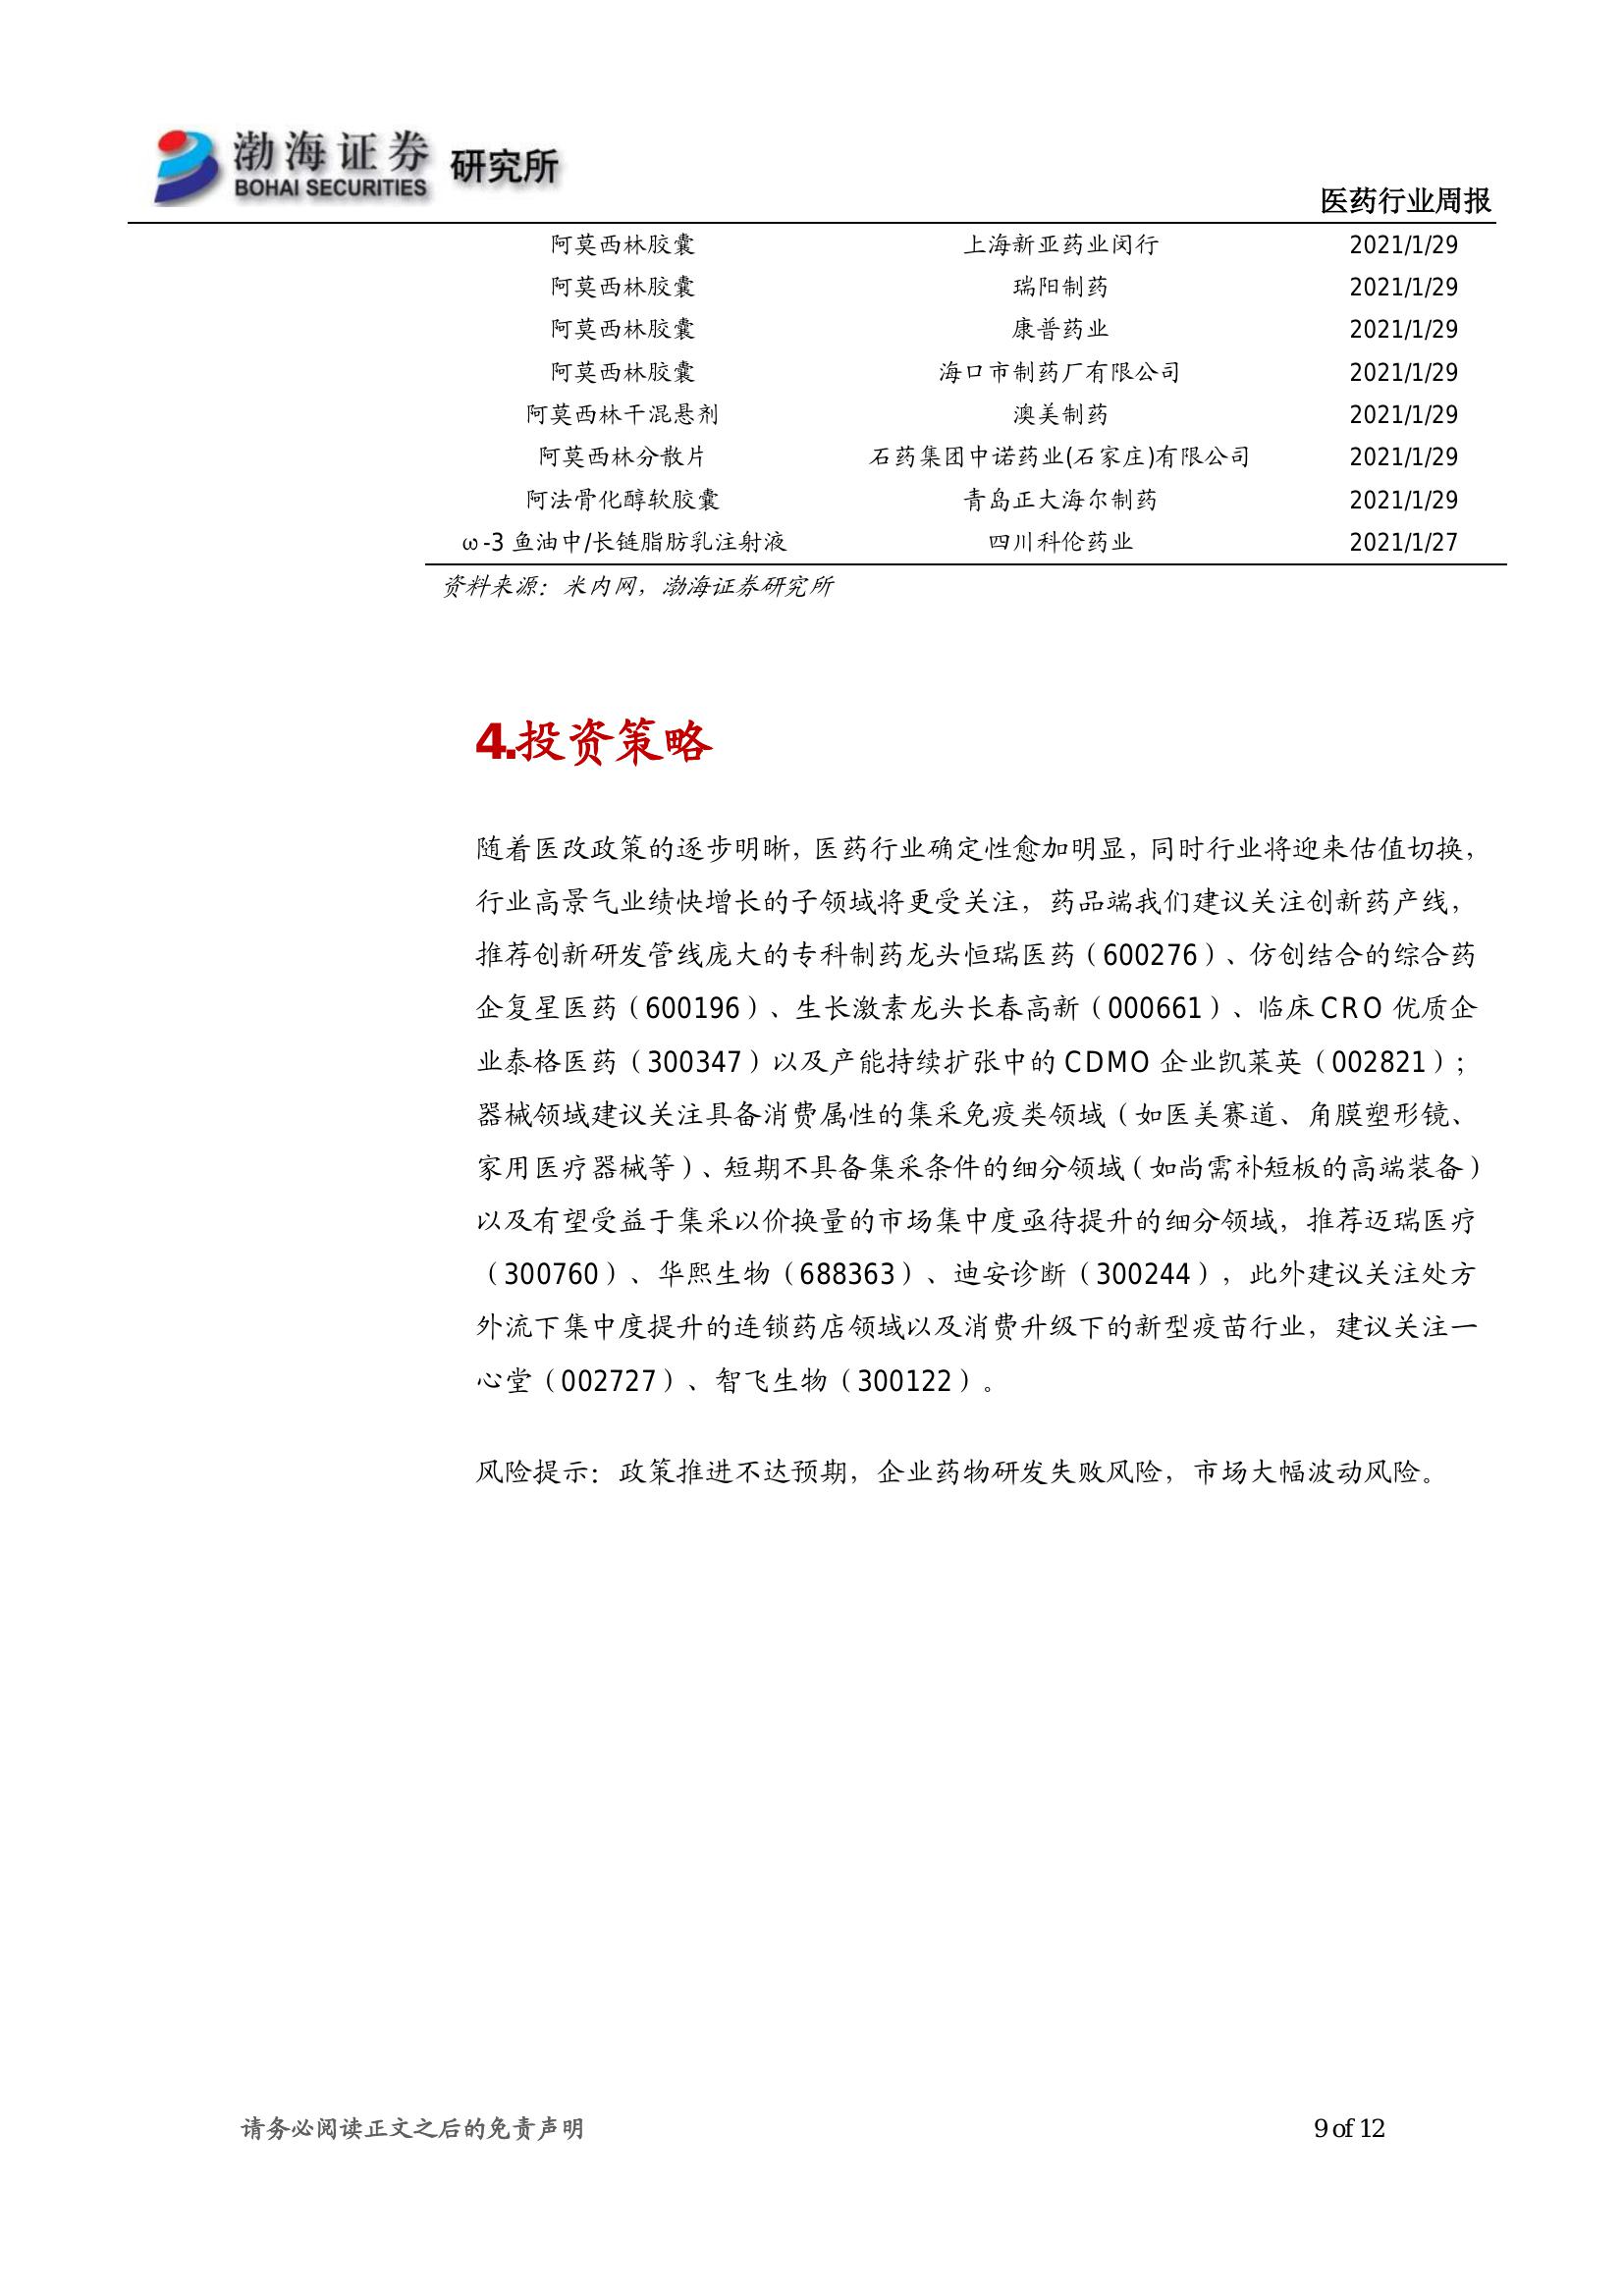 渤海证券 研究所
BOHAI SECURITIES
医药行业周报
阿莫西林胶囊 上海新亚药业闵行 2021/1/29
阿莫西林胶囊 瑞阳制药 2021/1/29
阿莫西林胶囊 康普药业 2021/1/29
阿莫西林胶囊 海口市制药厂有限公司 2021/1/29
阿莫西林干混悬剂 澳美制药 2021/1/29
阿莫西林分散片 石药集团中诺药业(石家庄)有限公司 2021/1/29
阿法骨化醇软胶囊 青岛正大海尔制药 2021/1/29
ω-3 鱼油中/长链脂肪乳注射液 四川科伦药业 2021/1/27
资料来源：米内网，渤海证券研究所
4.投资策略
随着医改政策的逐步明晰，医药行业确定性愈加明显，同时行业将迎来估值切换，
行业高景气业绩快增长的子领域将更受关注，药品端我们建议关注创新药产线，
推荐创新研发管线庞大的专科制药龙头恒瑞医药（600276）、仿创结合的综合药
企复星医药（600196）、生长激素龙头长春高新（000661）、临床 CRO 优质企
业泰格医药（300347）以及产能持续扩张中的 CDMO 企业凯莱英（002821）；
器械领域建议关注具备消费属性的集采免疫类领域（如医美赛道、角膜塑形镜、
家用医疗器械等）、短期不具备集采条件的细分领域（如尚需补短板的高端装备）
以及有望受益于集采以价换量的市场集中度亟待提升的细分领域，推荐迈瑞医疗
（300760）、华熙生物（688363）、迪安诊断（300244），此外建议关注处方
外流下集中度提升的连锁药店领域以及消费升级下的新型疫苗行业，建议关注一
心堂（002727）、智飞生物（300122）。
风险提示：政策推进不达预期，企业药物研发失败风险，市场大幅波动风险。
请务必阅读正文之后的免责声明 9 of 12